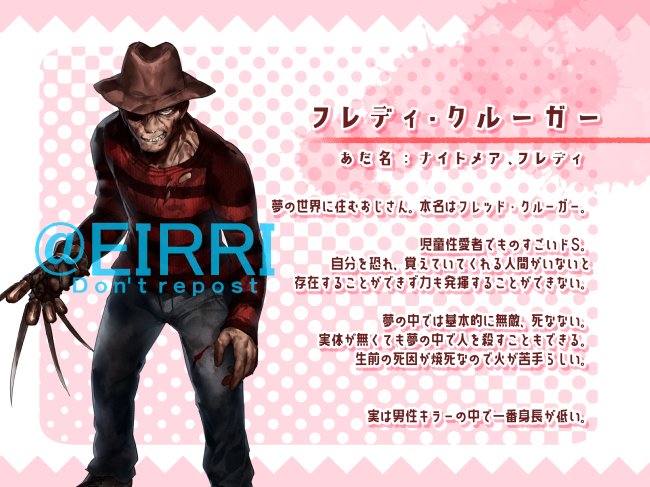 フレディ・クルーガー
あだ名：ナイトメア、フレディ
夢の世界に住むおじさん。本名はフレッド・クルーガー。
児童性愛者でものすごいドS。
自分を恐れ、覚えていてくれる人間がいないと
存在することができず力も発揮することができない。
夢の中では基本的に無敵、死なない。
実体が無くても夢の中で人を殺すこともできる。
生前の死因が焼死なので火が苦手らしい。
実は男性キラーの中で一番身長が低い。
@EIRRI
Don't repost